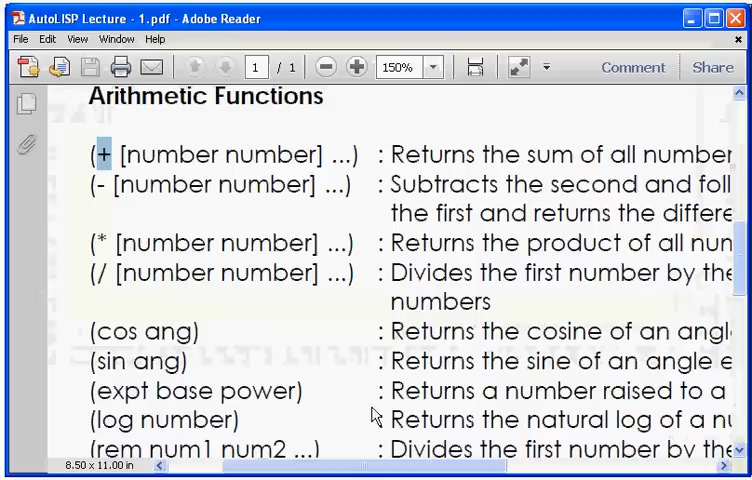 AutoLISP Lecture - 1.pdf - Adobe Reader
File Edit View Window Help
1 / 1 150% Comment Share
Arithmetic Functions
(+ [number number] ...) : Returns the sum of all number
(- [number number] ...) : Subtracts the second and foll
the first and returns the differe
(* [number number] ...) : Returns the product of all num
(/ [number number] ...) : Divides the first number by the
numbers
(cos ang) : Returns the cosine of an angl
(sin ang) : Returns the sine of an angle e
(expt base power) : Returns a number raised to a
(log number) : Returns the natural log of a nu
(rem num1 num2 ...) : Divides the first number by the
8.50 x 11.00 in